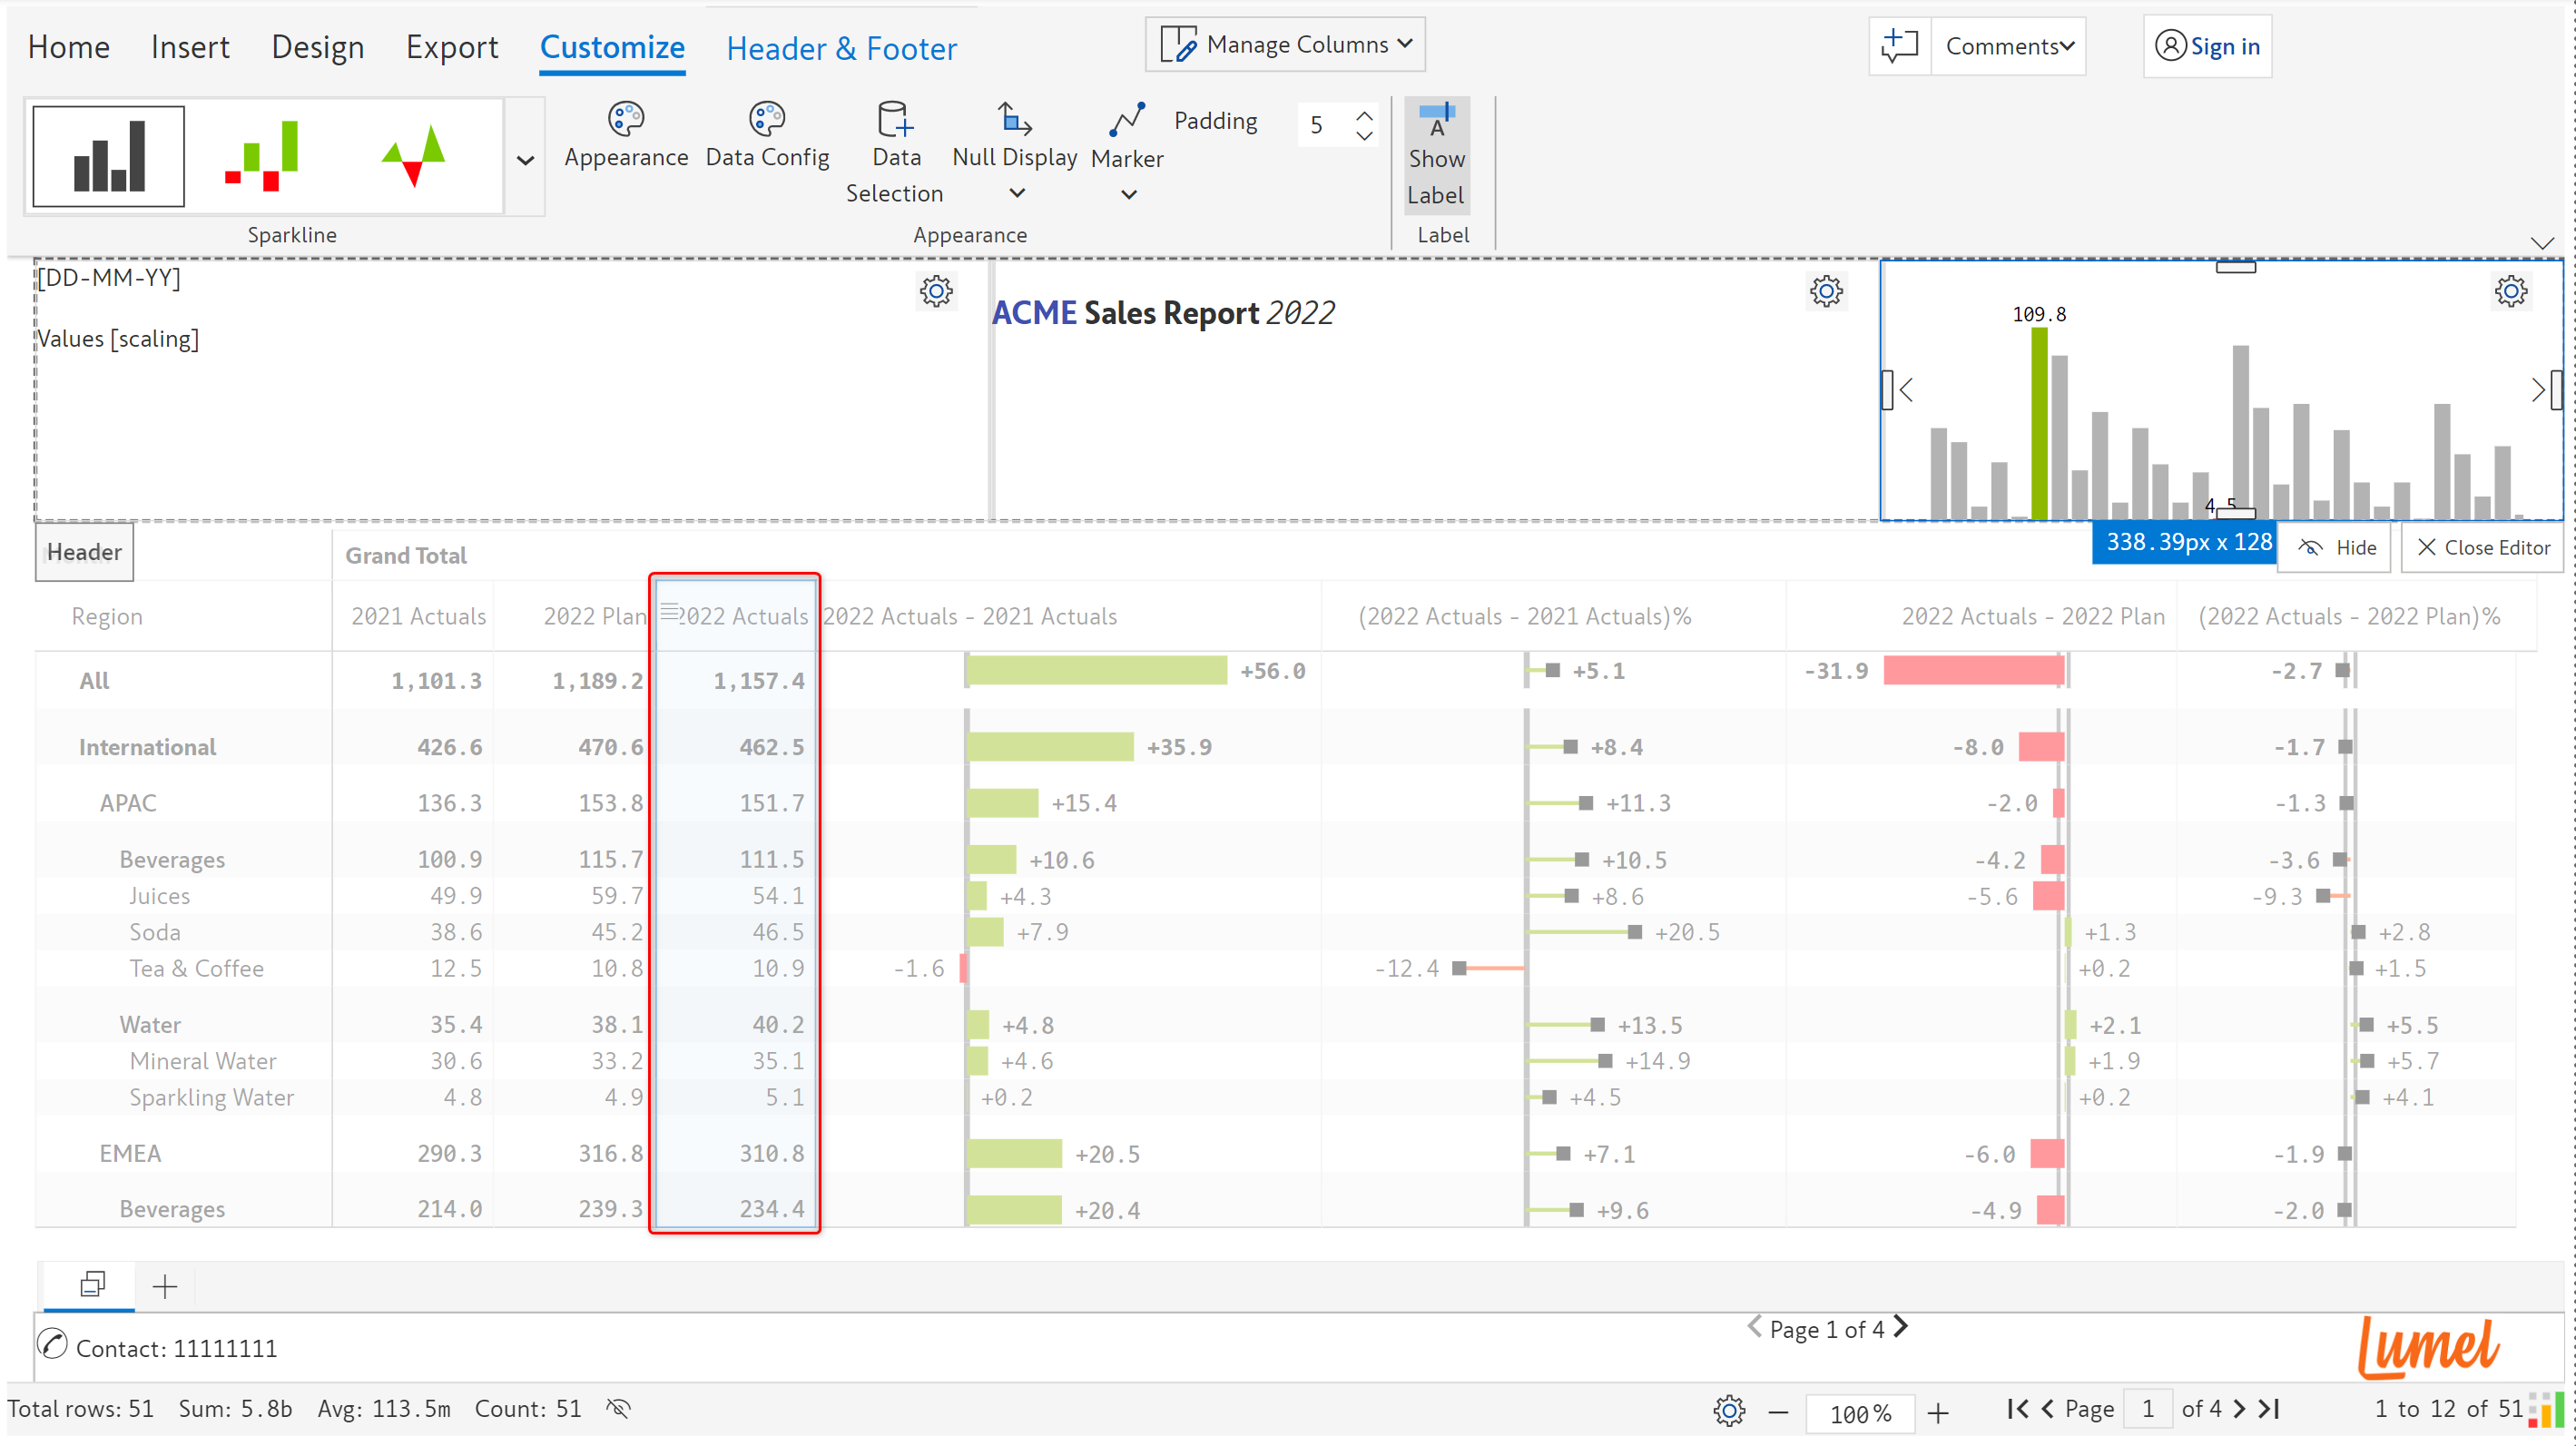 Home Insert Design Export Customize Header & Footer Manage Columns Comments Sign in
Appearance Data Config Data Selection Null Display Marker Padding 5 Show Label
Sparkline Appearance Label
[DD-MM-YY]
Values [scaling]
ACME Sales Report 2022
109.8
4.5
338.39px x 128 Hide Close Editor
Header Grand Total
Region 2021 Actuals 2022 Plan 2022 Actuals 2022 Actuals - 2021 Actuals (2022 Actuals - 2021 Actuals)% 2022 Actuals - 2022 Plan (2022 Actuals - 2022 Plan)%
All 1,101.3 1,189.2 1,157.4 +56.0 +5.1 -31.9 -2.7
International 426.6 470.6 462.5 +35.9 +8.4 -8.0 -1.7
APAC 136.3 153.8 151.7 +15.4 +11.3 -2.0 -1.3
Beverages 100.9 115.7 111.5 +10.6 +10.5 -4.2 -3.6
Juices 49.9 59.7 54.1 +4.3 +8.6 -5.6 -9.3
Soda 38.6 45.2 46.5 +7.9 +20.5 +1.3 +2.8
Tea & Coffee 12.5 10.8 10.9 -1.6 -12.4 +0.2 +1.5
Water 35.4 38.1 40.2 +4.8 +13.5 +2.1 +5.5
Mineral Water 30.6 33.2 35.1 +4.6 +14.9 +1.9 +5.7
Sparkling Water 4.8 4.9 5.1 +0.2 +4.5 +0.2 +4.1
EMEA 290.3 316.8 310.8 +20.5 +7.1 -6.0 -1.9
Beverages 214.0 239.3 234.4 +20.4 +9.6 -4.9 -2.0
Contact: 11111111 Page 1 of 4 Lumel
Total rows: 51 Sum: 5.8b Avg: 113.5m Count: 51 100% Page 1 of 4 1 to 12 of 51